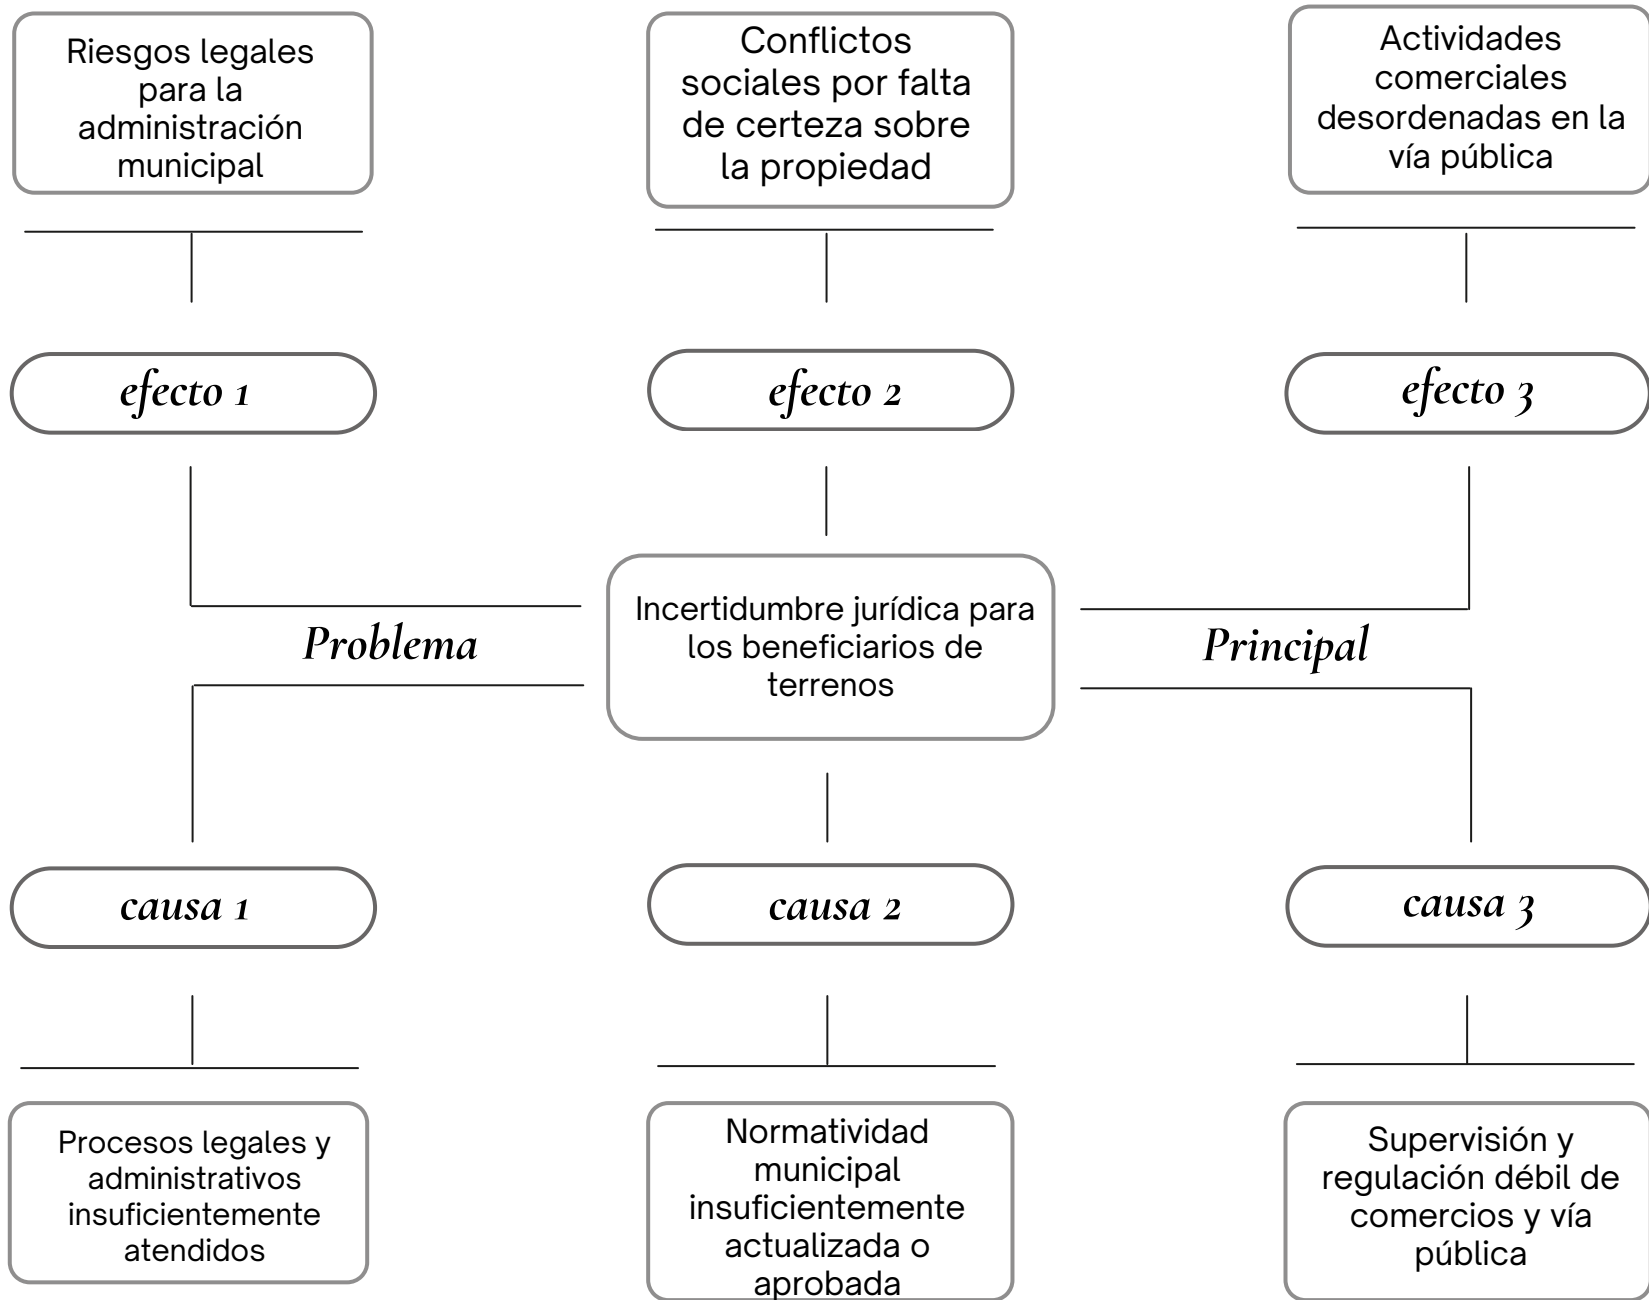 Riesgos legales
para la
administración
municipal
Conflictos
sociales por falta
de certeza sobre
la propiedad
Actividades
comerciales
desordenadas en la
vía pública
efecto 1
efecto 2
efecto 3
Problema
Incertidumbre jurídica para
los beneficiarios de
terrenos
Principal
causa 1
causa 2
causa 3
Procesos legales y
administrativos
insuficientemente
atendidos
Normatividad
municipal
insuficientemente
actualizada o
aprobada
Supervisión y
regulación débil de
comercios y vía
pública